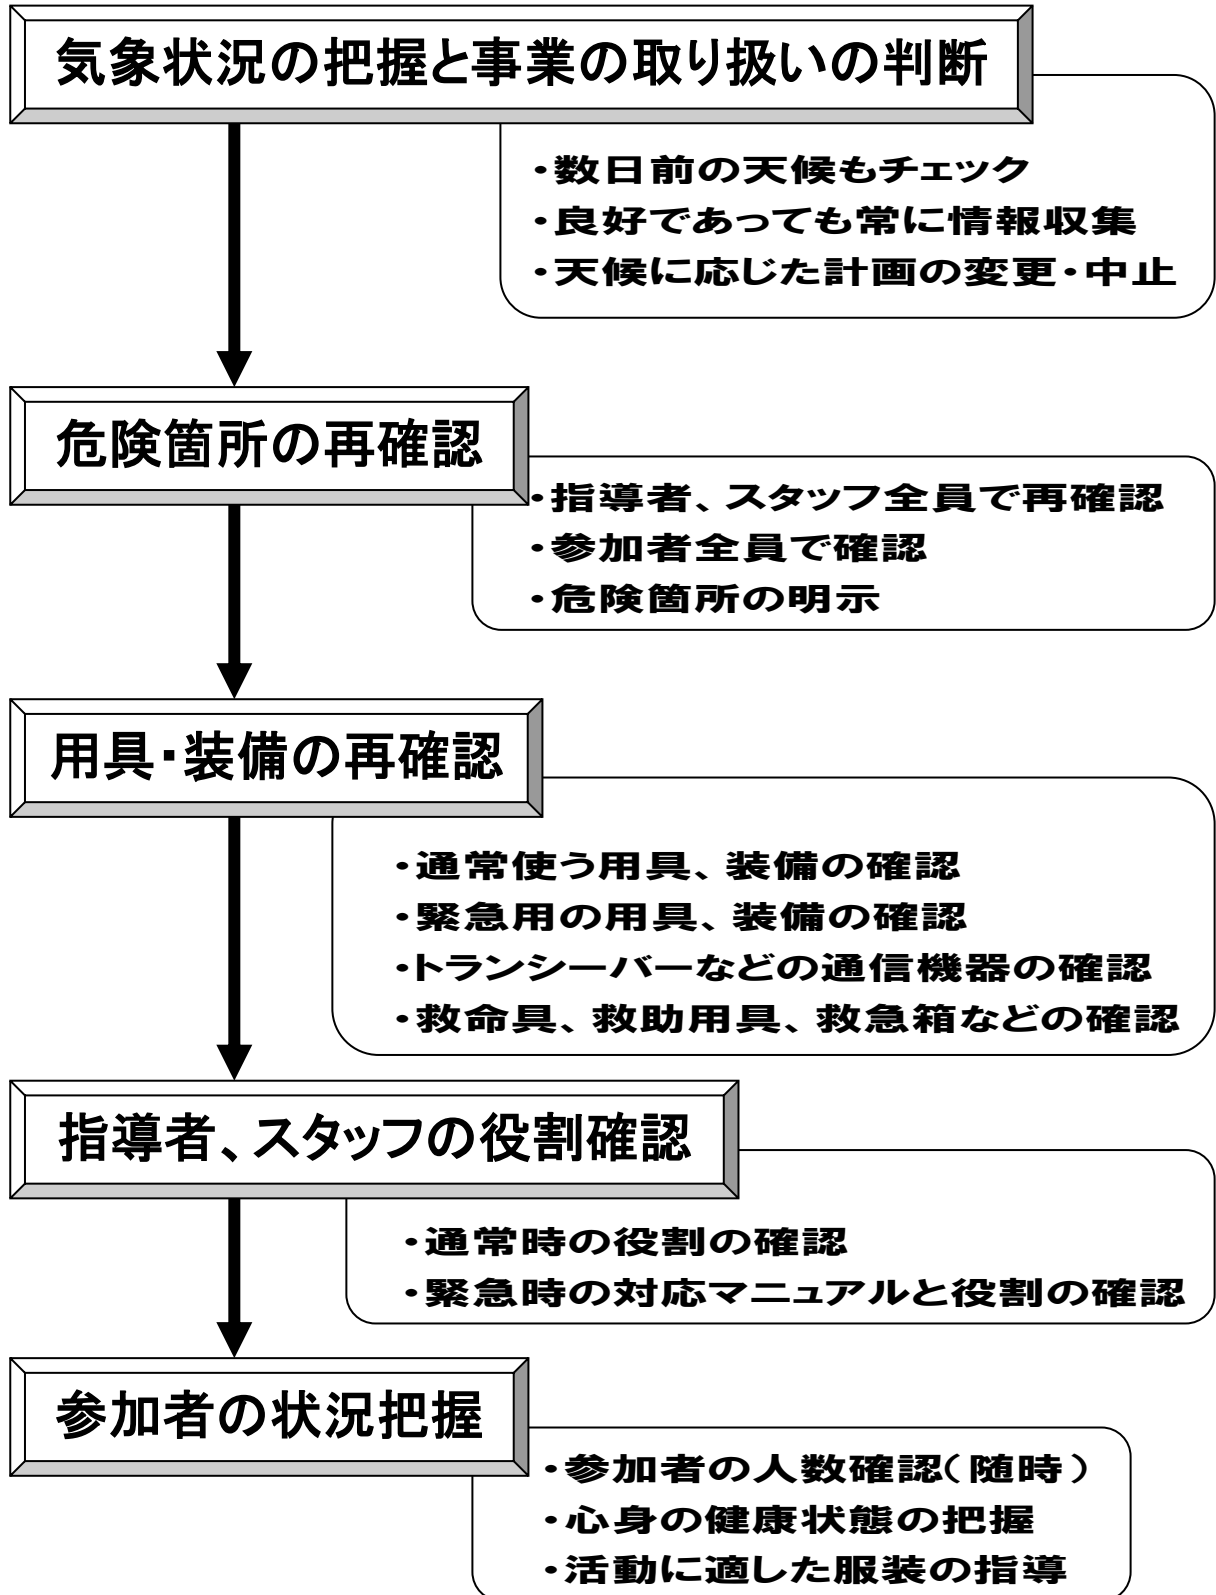 気象状況の把握と事業の取り扱いの判断
・数日前の天候もチェック
・良好であっても常に情報収集
・天候に応じた計画の変更・中止
危険箇所の再確認
・指導者、スタッフ全員で再確認
・参加者全員で確認
・危険箇所の明示
用具・装備の再確認
・通常使う用具、装備の確認
・緊急用の用具、装備の確認
・トランシーバーなどの通信機器の確認
・救命具、救助用具、救急箱などの確認
指導者、スタッフの役割確認
・通常時の役割の確認
・緊急時の対応マニュアルと役割の確認
参加者の状況把握
・参加者の人数確認（随時）
・心身の健康状態の把握
・活動に適した服装の指導